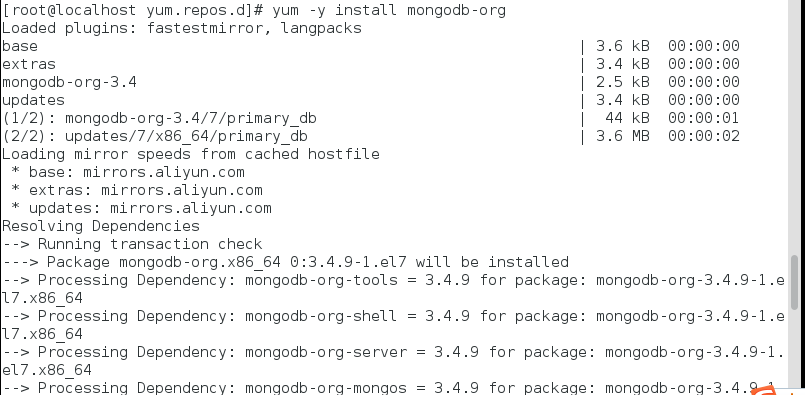 [root@localhost yum.repos.d]# yum -y install mongodb-org
Loaded plugins: fastestmirror, langpacks
base | 3.6 kB 00:00:00
extras | 3.4 kB 00:00:00
mongodb-org-3.4 | 2.5 kB 00:00:00
updates | 3.4 kB 00:00:00
(1/2): mongodb-org-3.4/7/primary_db | 44 kB 00:00:01
(2/2): updates/7/x86_64/primary_db | 3.6 MB 00:00:02
Loading mirror speeds from cached hostfile
* base: mirrors.aliyun.com
* extras: mirrors.aliyun.com
* updates: mirrors.aliyun.com
Resolving Dependencies
--> Running transaction check
---> Package mongodb-org.x86_64 0:3.4.9-1.el7 will be installed
--> Processing Dependency: mongodb-org-tools = 3.4.9 for package: mongodb-org-3.4.9-1.e
l7.x86_64
--> Processing Dependency: mongodb-org-shell = 3.4.9 for package: mongodb-org-3.4.9-1.e
l7.x86_64
--> Processing Dependency: mongodb-org-server = 3.4.9 for package: mongodb-org-3.4.9-1.
el7.x86_64
--> Processing Dependency: mongodb-org-mongos = 3.4.9 for package: mongodb-org-3.4.9-1.